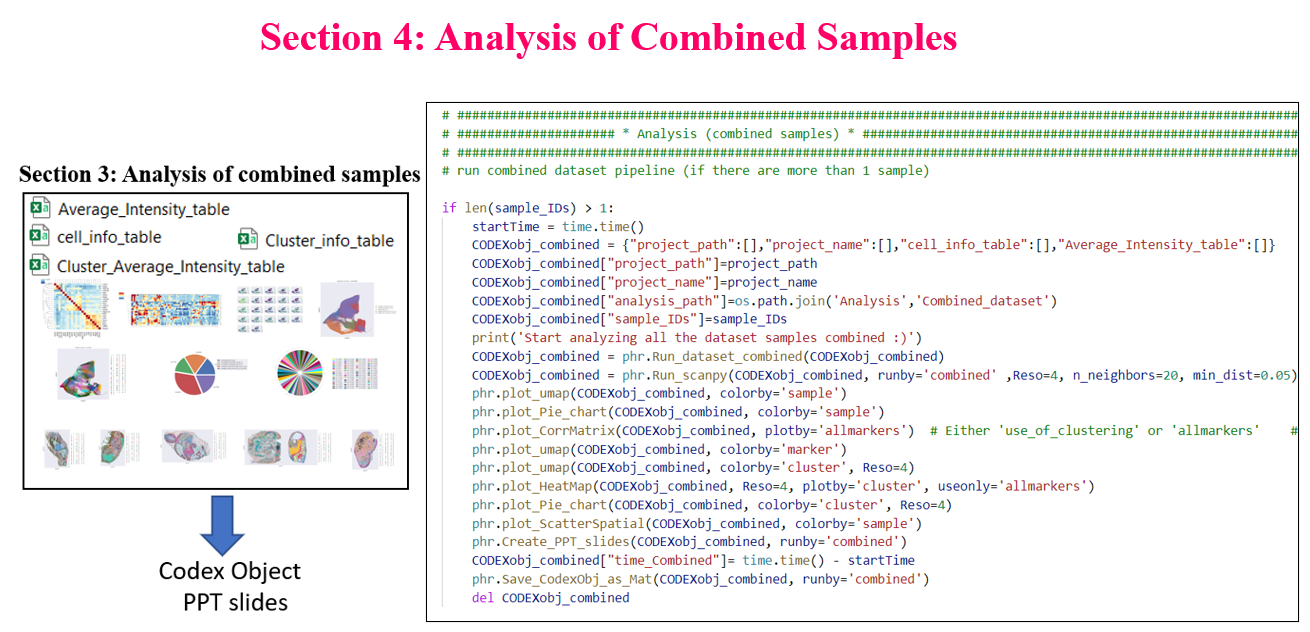 Section 4: Analysis of Combined Samples
Section 3: Analysis of combined samples
Average_Intensity_table
cell_info_table
Cluster_info_table
Cluster_Average_Intensity_table
Codex Object
PPT slides
# ################################################################################################################
# ##################### * Analysis (combined samples) * ##########################################################
# ################################################################################################################
# run combined dataset pipeline (if there are more than 1 sample)
if len(sample_IDs) > 1:
startTime = time.time()
CODEXobj_combined = {"project_path":[],"project_name":[],"cell_info_table":[],"Average_Intensity_table":[]}
CODEXobj_combined["project_path"]=project_path
CODEXobj_combined["project_name"]=project_name
CODEXobj_combined["analysis_path"]=os.path.join('Analysis','Combined_dataset')
CODEXobj_combined["sample_IDs"]=sample_IDs
print('Start analyzing all the dataset samples combined :)')
CODEXobj_combined = phr.Run_dataset_combined(CODEXobj_combined)
CODEXobj_combined = phr.Run_scanpy(CODEXobj_combined, runby='combined' ,Reso=4, n_neighbors=20, min_dist=0.05)
phr.plot_umap(CODEXobj_combined, colorby='sample')
phr.plot_Pie_chart(CODEXobj_combined, colorby='sample')
phr.plot_CorrMatrix(CODEXobj_combined, plotby='allmarkers')  # Either 'use_of_clustering' or 'allmarkers'    #
phr.plot_umap(CODEXobj_combined, colorby='marker')
phr.plot_umap(CODEXobj_combined, colorby='cluster', Reso=4)
phr.plot_HeatMap(CODEXobj_combined, Reso=4, plotby='cluster', useonly='allmarkers')
phr.plot_Pie_chart(CODEXobj_combined, colorby='cluster', Reso=4)
phr.plot_ScatterSpatial(CODEXobj_combined, colorby='sample')
phr.Create_PPT_slides(CODEXobj_combined, runby='combined')
CODEXobj_combined["time_Combined"]= time.time() - startTime
phr.Save_CodexObj_as_Mat(CODEXobj_combined, runby='combined')
del CODEXobj_combined